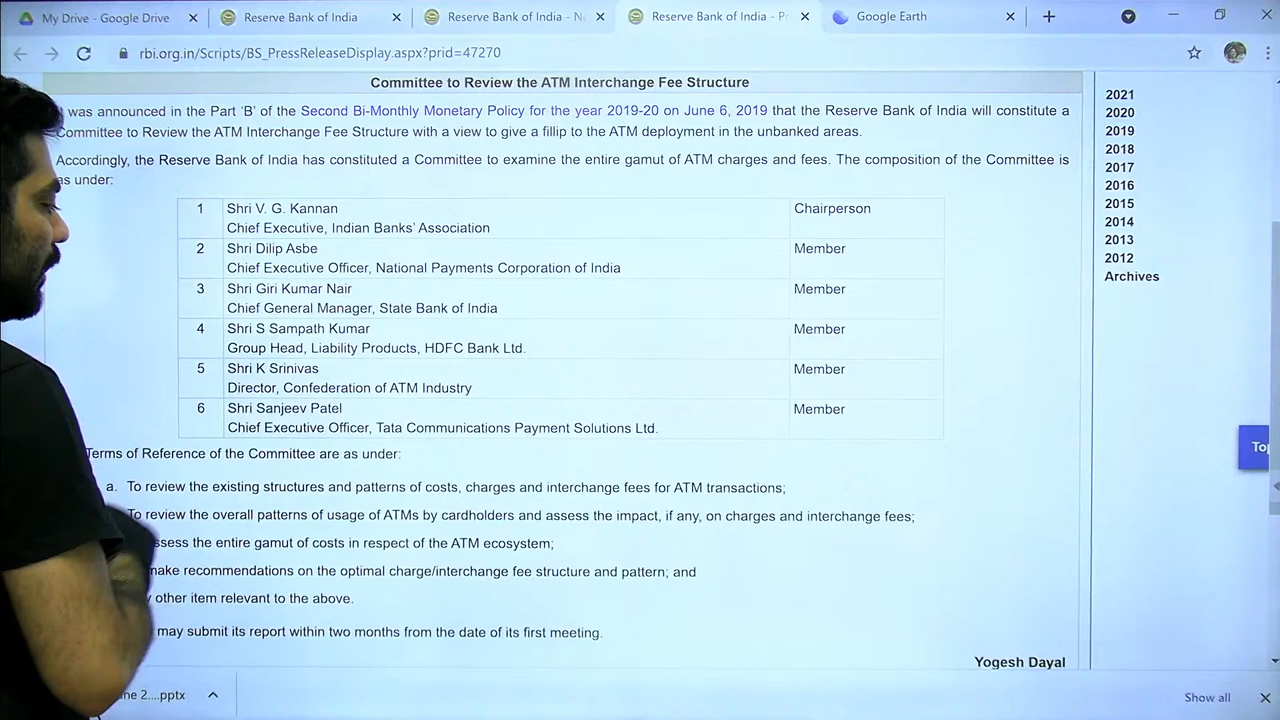 My Drive - Google Drive
Reserve Bank of India
Reserve Bank of India - N
Reserve Bank of India - Pr
Google Earth
rbi.org.in/Scripts/BS_PressReleaseDisplay.aspx?prid=47270
Committee to Review the ATM Interchange Fee Structure
was announced in the Part 'B' of the Second Bi-Monthly Monetary Policy for the year 2019-20 on June 6, 2019 that the Reserve Bank of India will constitute a
Committee to Review the ATM Interchange Fee Structure with a view to give a fillip to the ATM deployment in the unbanked areas.
Accordingly, the Reserve Bank of India has constituted a Committee to examine the entire gamut of ATM charges and fees. The composition of the Committee is
as under:
1 Shri V. G. Kannan Chairperson
Chief Executive, Indian Banks' Association
2 Shri Dilip Asbe Member
Chief Executive Officer, National Payments Corporation of India
3 Shri Giri Kumar Nair Member
Chief General Manager, State Bank of India
4 Shri S Sampath Kumar Member
Group Head, Liability Products, HDFC Bank Ltd.
5 Shri K Srinivas Member
Director, Confederation of ATM Industry
6 Shri Sanjeev Patel Member
Chief Executive Officer, Tata Communications Payment Solutions Ltd.
Terms of Reference of the Committee are as under:
a. To review the existing structures and patterns of costs, charges and interchange fees for ATM transactions;
To review the overall patterns of usage of ATMs by cardholders and assess the impact, if any, on charges and interchange fees;
ssess the entire gamut of costs in respect of the ATM ecosystem;
make recommendations on the optimal charge/interchange fee structure and pattern; and
y other item relevant to the above.
may submit its report within two months from the date of its first meeting.
Yogesh Dayal
2021
2020
2019
2018
2017
2016
2015
2014
2013
2012
Archives
Top
ne 2....pptx
Show all